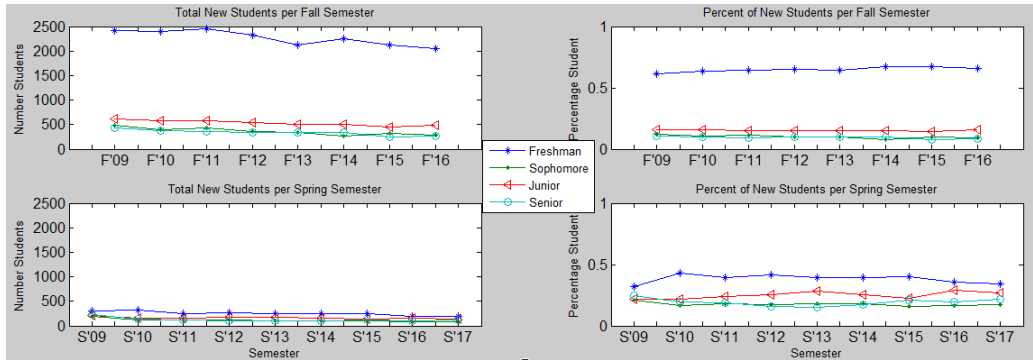 Total New Students per Fall Semester
Number Students
2500
2000
1500
1000
500
0
F'09 F'10 F'11 F'12 F'13 F'14 F'15 F'16
Percent of New Students per Fall Semester
Percentage Student
1
0.5
0
F'09 F'10 F'11 F'12 F'13 F'14 F'15 F'16
Freshman
Sophomore
Junior
Senior
Total New Students per Spring Semester
Number Students
2500
2000
1500
1000
500
0
S'09 S'10 S'11 S'12 S'13 S'14 S'15 S'16 S'17
Semester
Percent of New Students per Spring Semester
Percentage Student
1
0.5
0
S'09 S'10 S'11 S'12 S'13 S'14 S'15 S'16 S'17
Semester